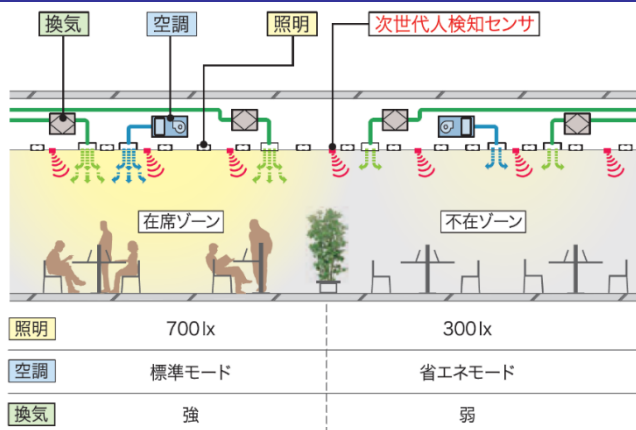 換気 空調 照明 次世代人検知センサ
在席ゾーン 不在ゾーン
照明 700lx 300lx
空調 標準モード 省エネモード
換気 強 弱